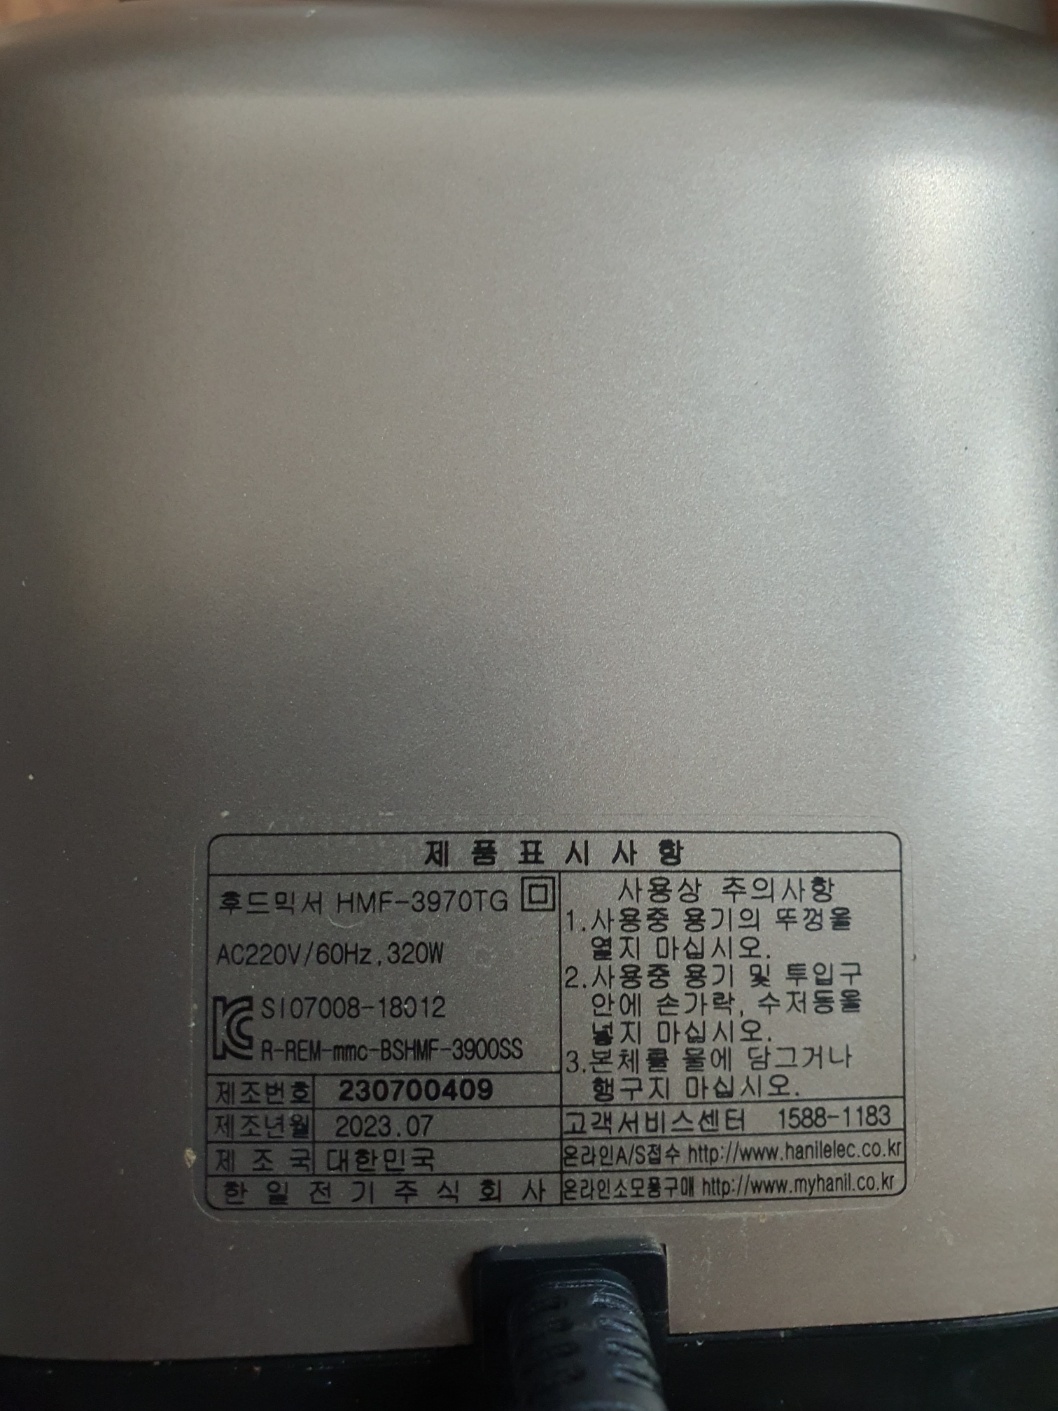 제품표시사항
후드믹서 HMF-3970TG
AC220V/60Hz,320W
SI07008-18012
R-REM-mmc-BSHMF-3900SS
제조번호 230700409
제조년월 2023.07
제조국 대한민국
한일전기주식회사
사용상 주의사항
1.사용중 용기의 뚜껑을
열지 마십시오.
2.사용중 용기 및 투입구
안에 손가락, 수저등을
넣지 마십시오.
3.본체를 물에 담그거나
행구지 마십시오.
고객서비스센터 1588-1183
온라인A/S접수 http://www.hanilelec.co.kr
온라인소모품구매 http://www.myhanil.co.kr